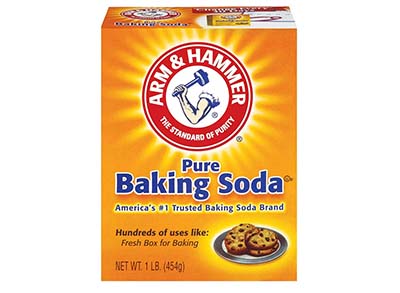 ARM & HAMMER
THE STANDARD OF PURITY
Pure
Baking Soda
America's #1 Trusted Baking Soda Brand
Hundreds of uses like:
Fresh Box for Baking
NET WT. 1 LB. (454g)